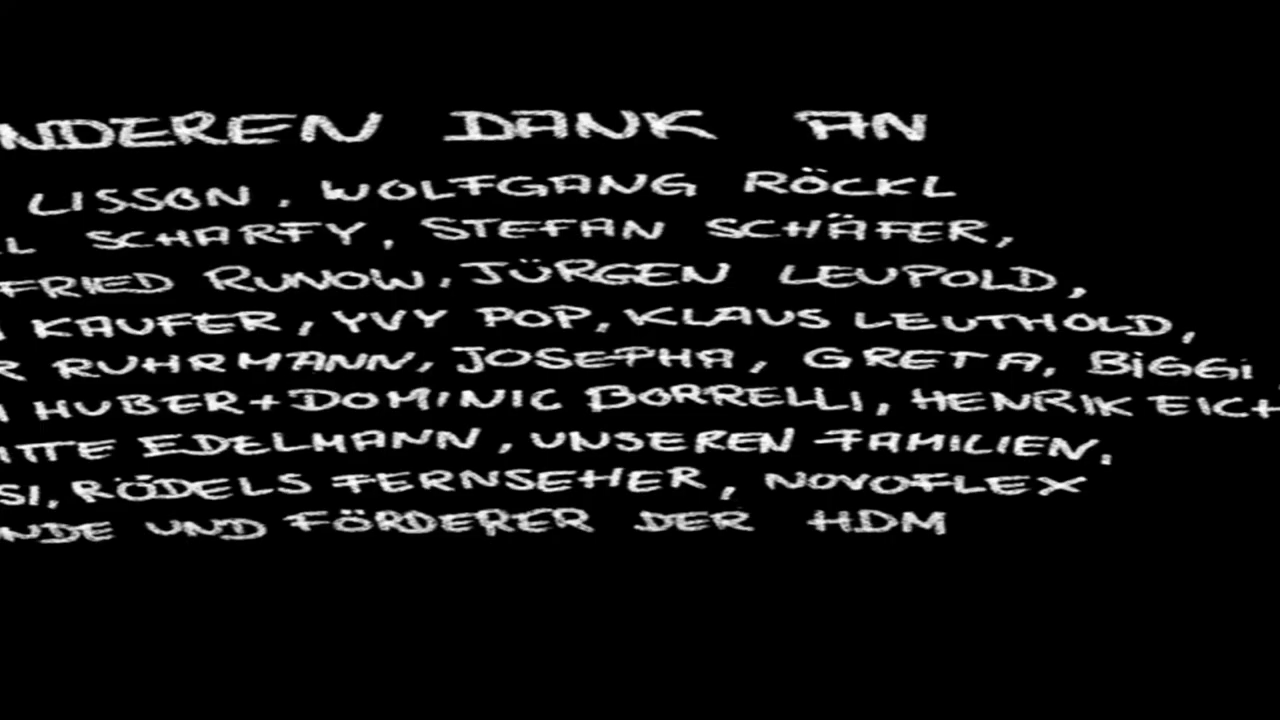 NDEREN DANK AN
LISSON, WOLFGANG RÖCKL
L SCHARFY, STEFAN SCHÄFER,
FRIED RUNOW, JÜRGEN LEUPOLD,
KAUFER, YVY POP, KLAUS LEUTHOLD,
R RUHRMANN, JOSEPHA, GRETA, BIGGI
HUBER+DOMINIC BORRELLI, HENRIK EICH
ITTE EDELMANN, UNSEREN FAMILIEN.
SI, RÖDELS FERNSEHER, NOVOFLEX
NDE UND FÖRDERER DER HDM